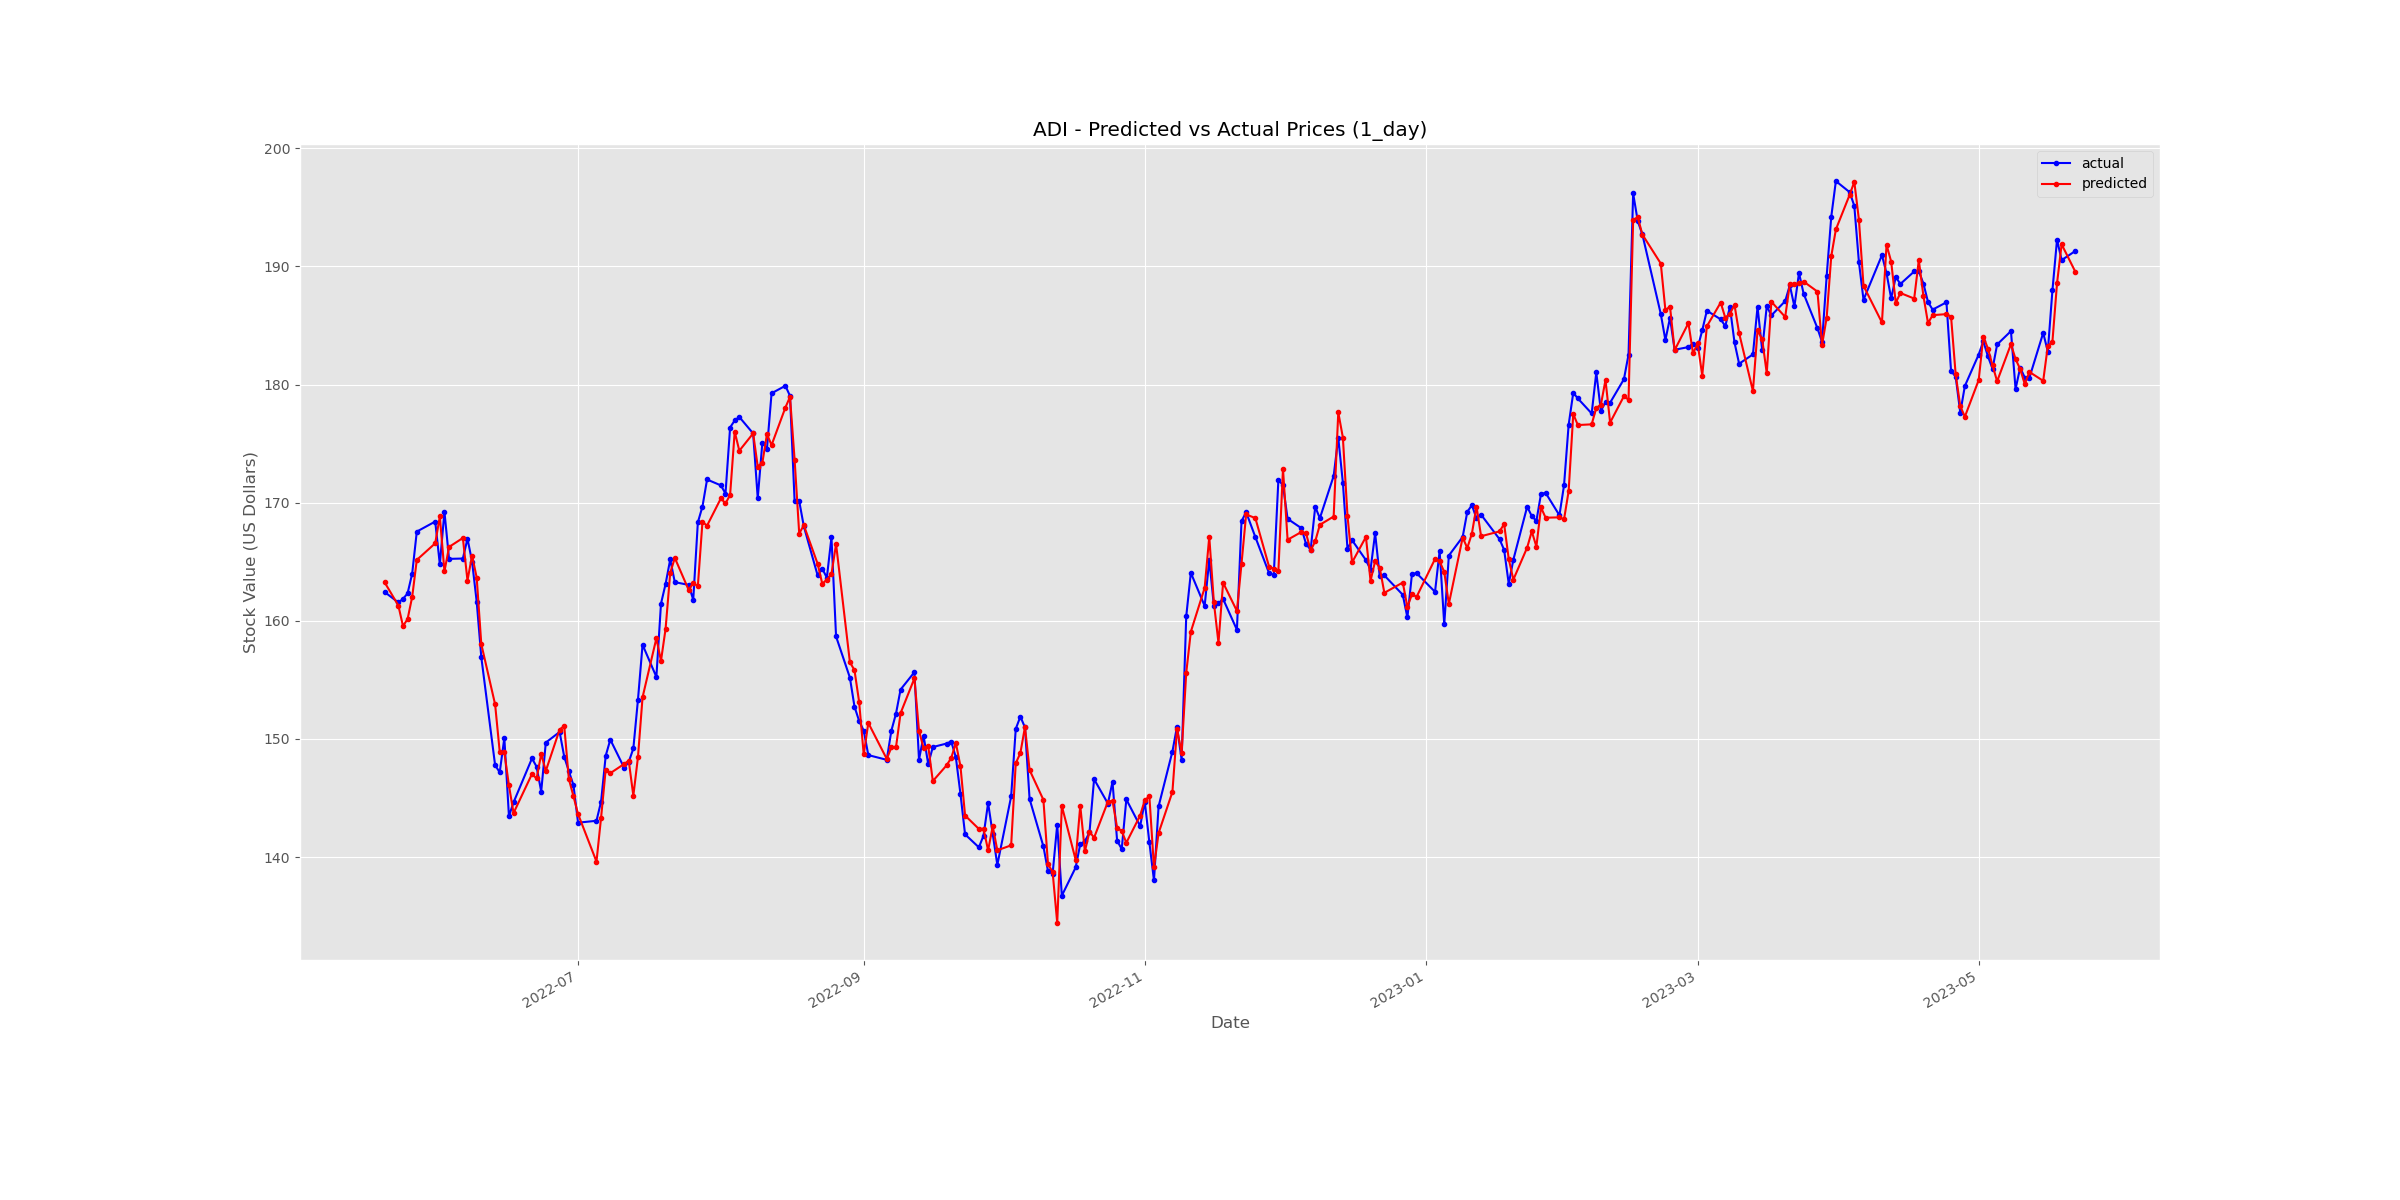 ADI - Predicted vs Actual Prices (1_day)
actual
predicted
200
190
180
170
160
150
140
Stock Value (US Dollars)
2022-07
2022-09
2022-11
2023-01
2023-03
2023-05
Date